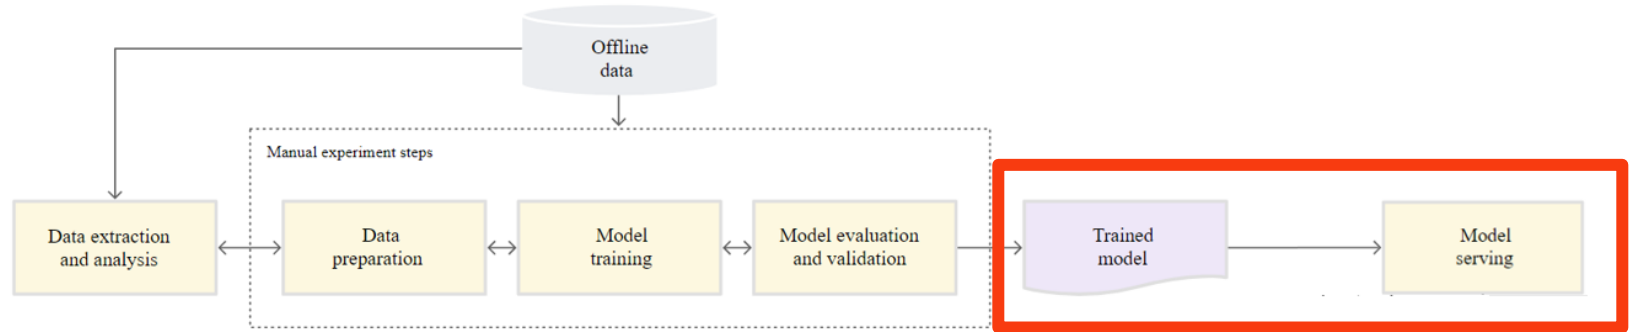 Offline
data
Manual experiment steps
Data extraction
and analysis
Data
preparation
Model
training
Model evaluation
and validation
Trained
model
Model
serving